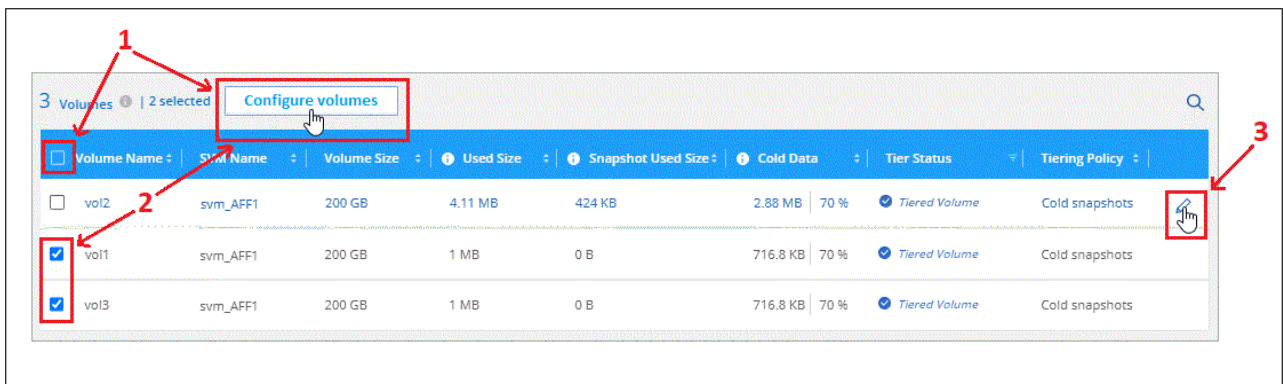 1
3 Volumes | 2 selected Configure volumes
3
Volume Name SVM Name Volume Size Used Size Snapshot Used Size Cold Data Tier Status Tiering Policy
2
vol2 svm_AFF1 200 GB 4.11 MB 424 KB 2.88 MB 70 % Tiered Volume Cold snapshots
vol1 svm_AFF1 200 GB 1 MB 0 B 716.8 KB 70 % Tiered Volume Cold snapshots
vol3 svm_AFF1 200 GB 1 MB 0 B 716.8 KB 70 % Tiered Volume Cold snapshots